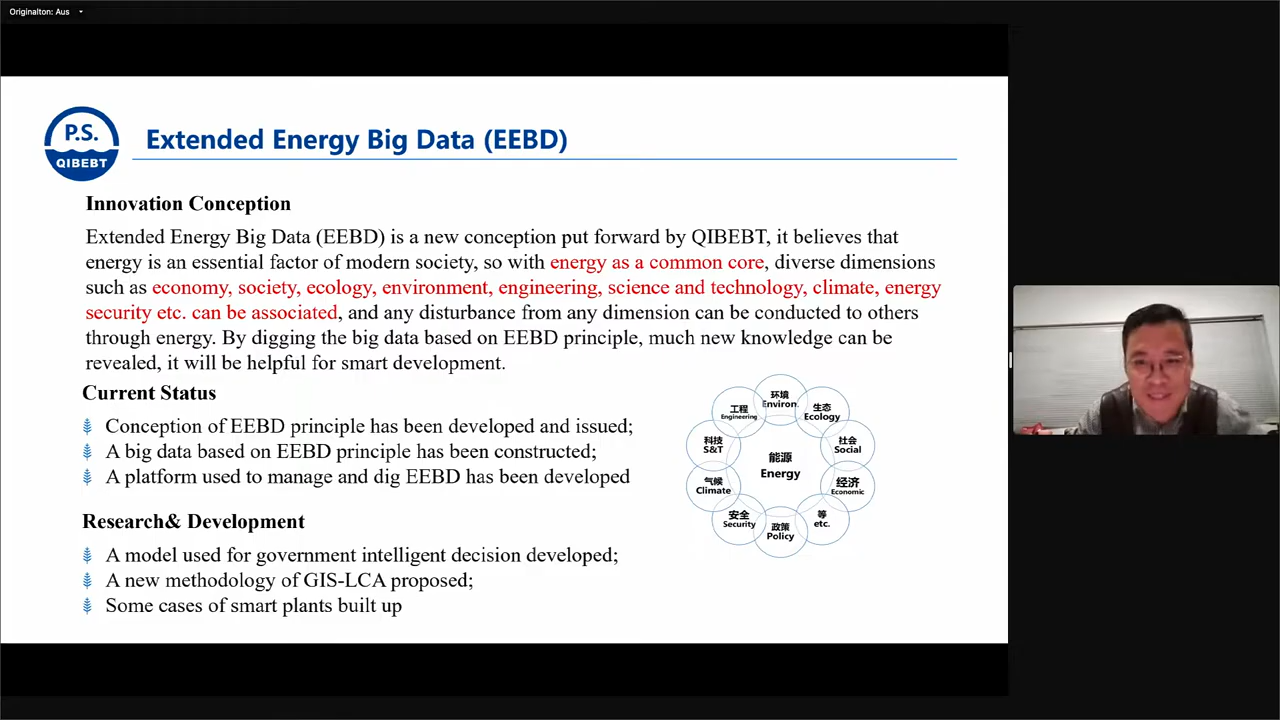 Originalton: Aus
P.S.
QIBEBT
Extended Energy Big Data (EEBD)
Innovation Conception
Extended Energy Big Data (EEBD) is a new conception put forward by QIBEBT, it believes that
energy is an essential factor of modern society, so with energy as a common core, diverse dimensions
such as economy, society, ecology, environment, engineering, science and technology, climate, energy
security etc. can be associated, and any disturbance from any dimension can be conducted to others
through energy. By digging the big data based on EEBD principle, much new knowledge can be
revealed, it will be helpful for smart development.
Current Status
Conception of EEBD principle has been developed and issued;
A big data based on EEBD principle has been constructed;
A platform used to manage and dig EEBD has been developed
Research& Development
A model used for government intelligent decision developed;
A new methodology of GIS-LCA proposed;
Some cases of smart plants built up
环境
Environ.
工程
Engineering
生态
Ecology
科技
S&T
社会
Social
能源
Energy
气候
Climate
经济
Economic
安全
Security
等
etc.
政策
Policy